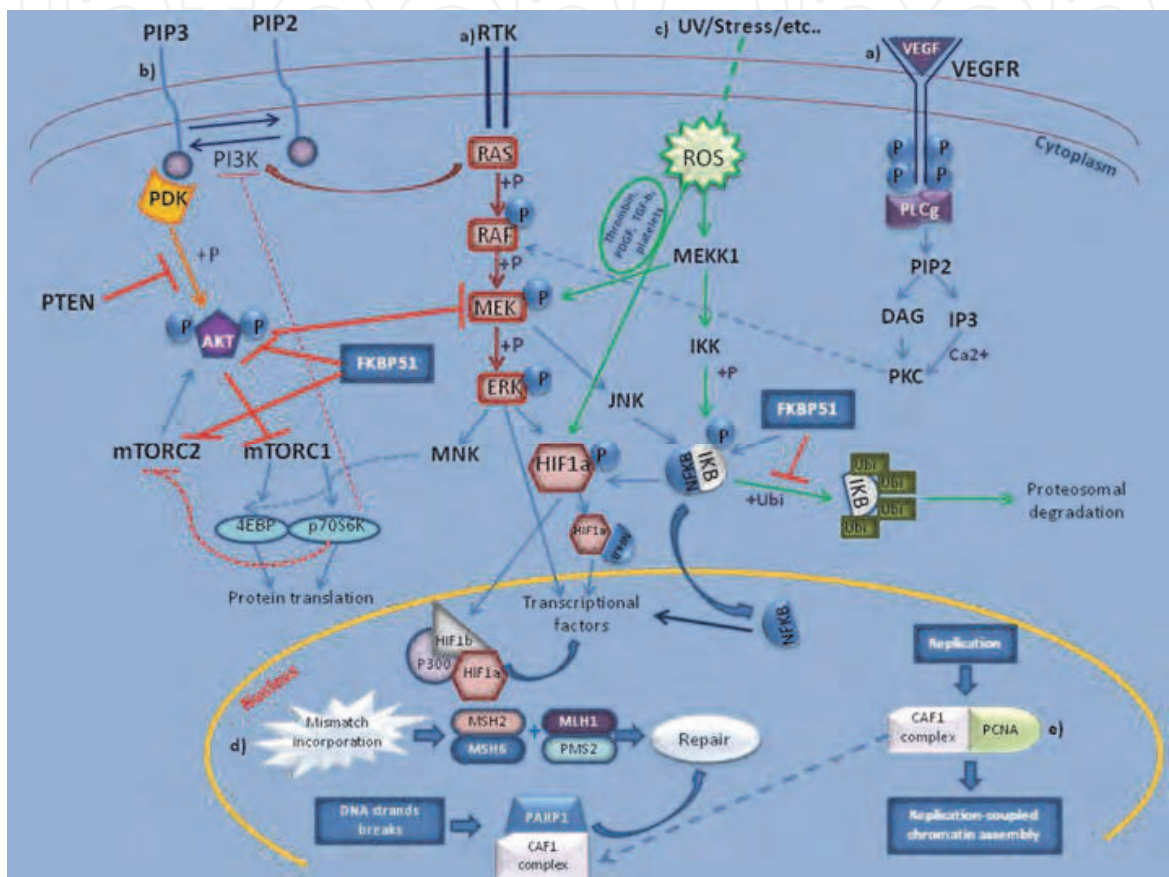 PIP3
PIP2
a) RTK
c) UV/Stress/etc..
a)
VEGF
VEGFR
b)
Cytoplasm
PI3K
RAS
ROS
P
P
P
P
PDK
+P
PLCg
Thrombin,
PDGF, TGF-b,
platelets
P
RAF
+P
+P
MEKK1
PIP2
PTEN
P
MEK
DAG
IP3
P
AKT
P
+P
IKK
Ca2+
FKBP51
P
+P
PKC
ERK
JNK
FKBP51
P
mTORC2
mTORC1
MNK
HIF1a
P
NFKB
IKB
+Ubi
Ubi
IKB
Ubi
Ubi
Ubi
Proteosomal
degradation
4EBP
p70S6K
HIF1a
NFKB
Protein translation
Transcriptional
factors
NFKB
HIF1b
P300
HIF1a
Replication
Mismatch
incorporation
MSH2
+
MLH1
CAF1
complex
PCNA
e)
d)
MSH6
PMS2
Repair
DNA strands
breaks
PARP1
CAF1
complex
Replication-coupled
chromatin assembly